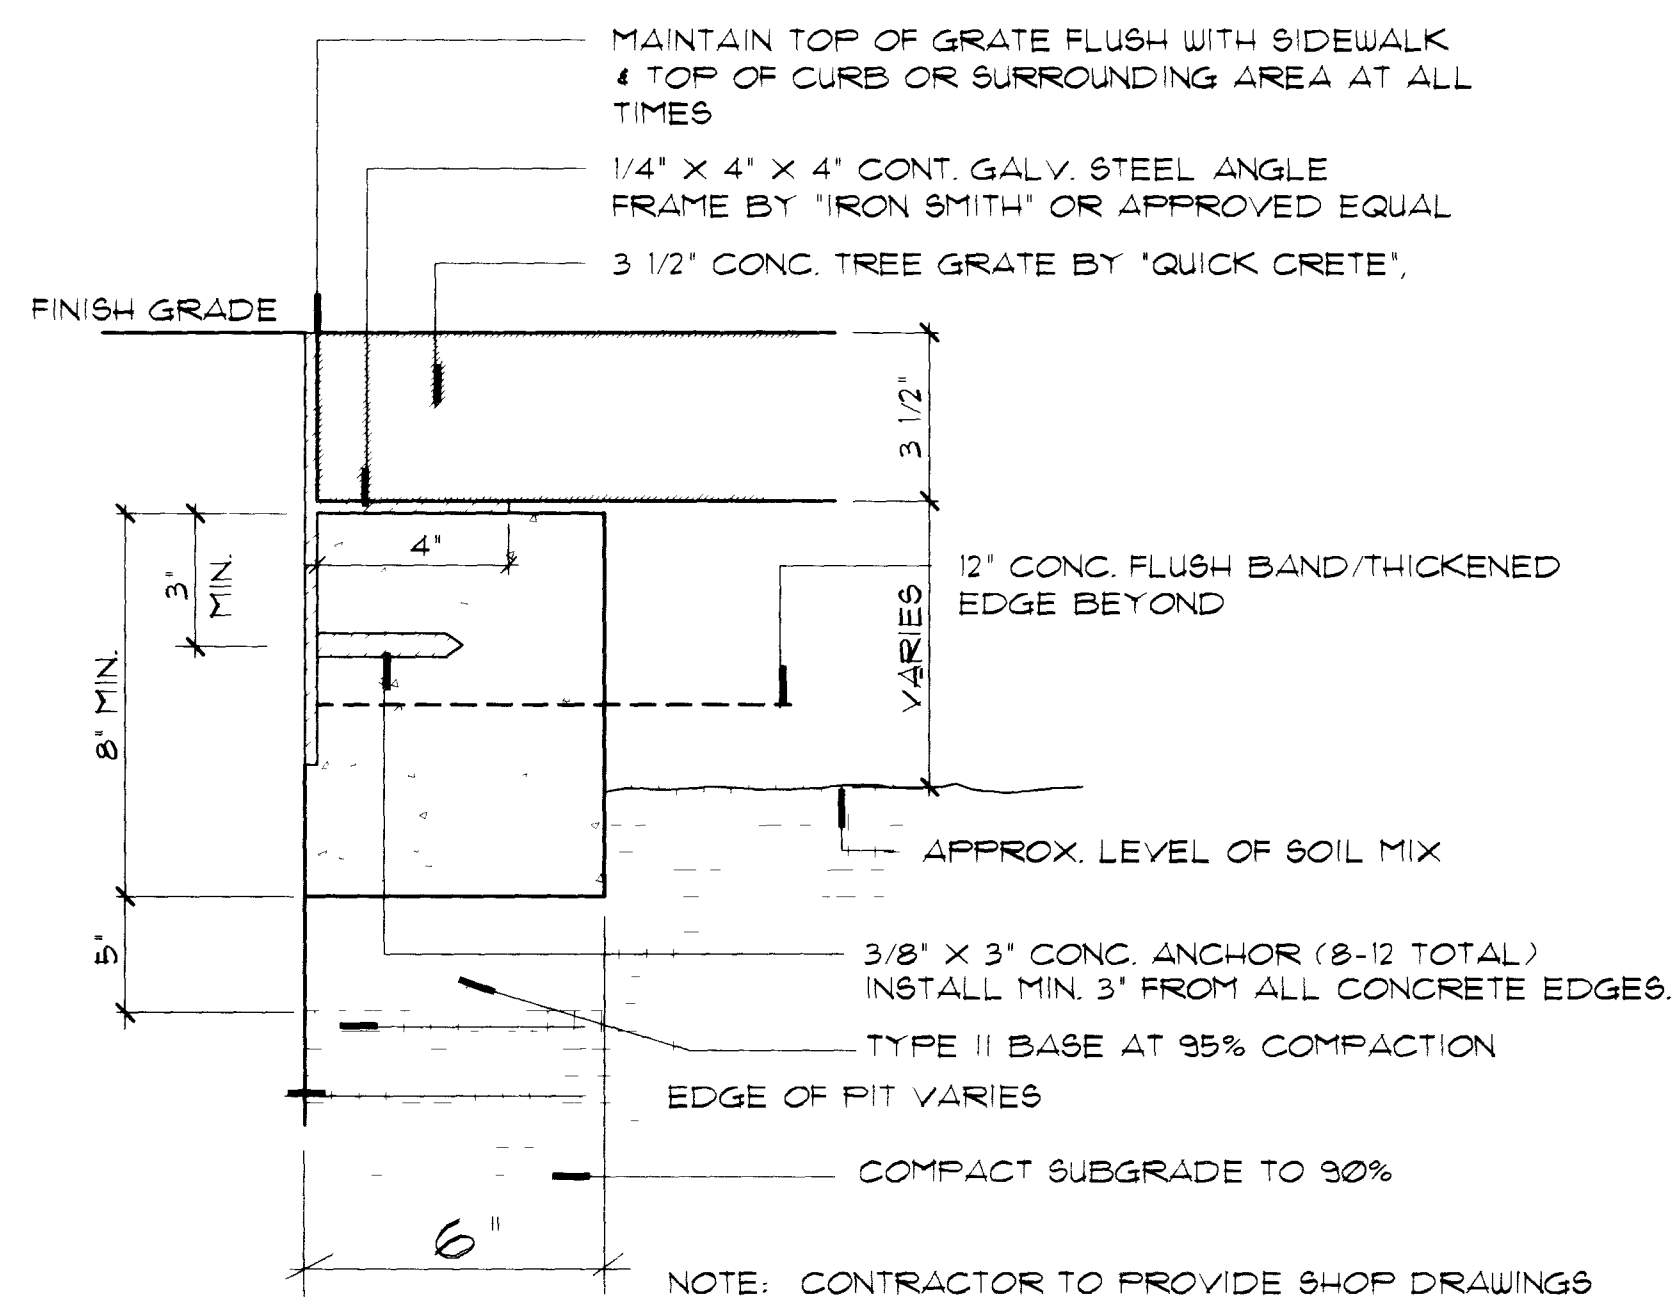 MAINTAIN TOP OF GRATE FLUSH WITH SIDEWALK
& TOP OF CURB OR SURROUNDING AREA AT ALL
TIMES
1/4" X 4" X 4" CONT. GALV. STEEL ANGLE
FRAME BY "IRON SMITH" OR APPROVED EQUAL
3 1/2" CONC. TREE GRATE BY "QUICK CRETE",
FINISH GRADE
3 1/2"
4"
3"
MIN.
12" CONC. FLUSH BAND/THICKENED
EDGE BEYOND
VARIES
8" MIN.
APPROX. LEVEL OF SOIL MIX
5"
3/8" X 3" CONC. ANCHOR (8-12 TOTAL)
INSTALL MIN. 3" FROM ALL CONCRETE EDGES.
TYPE II BASE AT 95% COMPACTION
EDGE OF PIT VARIES
COMPACT SUBGRADE TO 90%
6"
NOTE: CONTRACTOR TO PROVIDE SHOP DRAWINGS